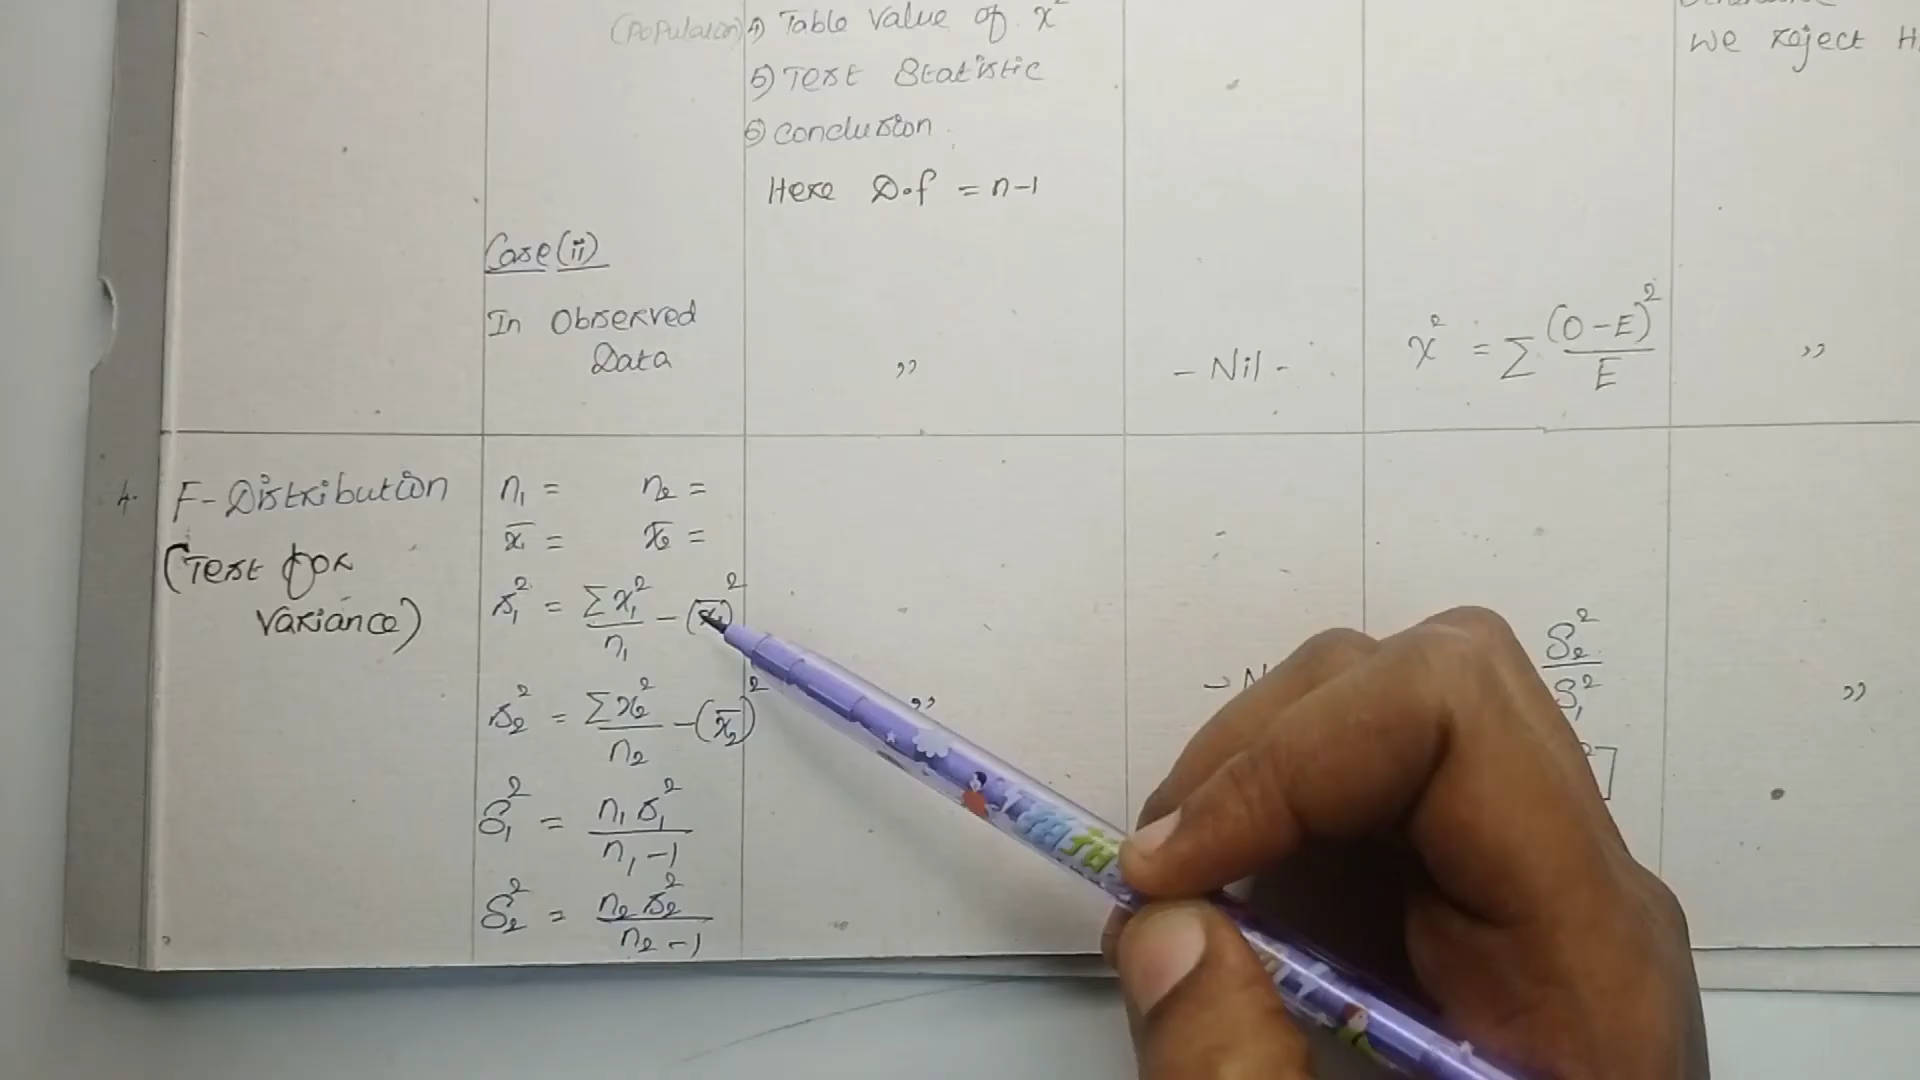 (Population) 4) Table value of x²
5) Test Statistic
6) Conclusion.
Here D.f = n-1
We reject H
Case(ii)
In Observed
Data
,,
- Nil -
x² = Σ (O-E)² / E
,,
4. F-Distribution
(Test for
Variance)
n₁ = n₂ =
x̄₁ = x̄₂ =
s₁² = Σx₁² / n₁ - (x̄₁)²
s₂² = Σx₂² / n₂ - (x̄₂)²
S₁² = n₁s₁² / n₁-1
S₂² = n₂s₂² / n₂-1
,,
S₂² / S₁²
,,